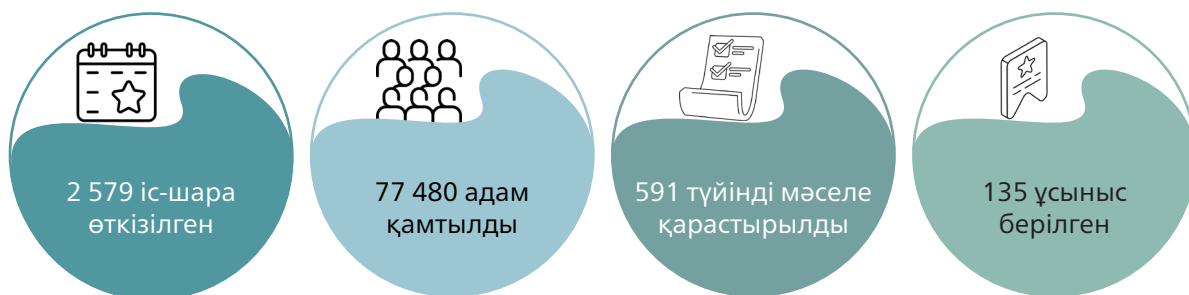 2 579 іс-шара
өткізілген
77 480 адам
қамтылды
591 түйінді мәселе
қарастырылды
135 ұсыныс
берілген